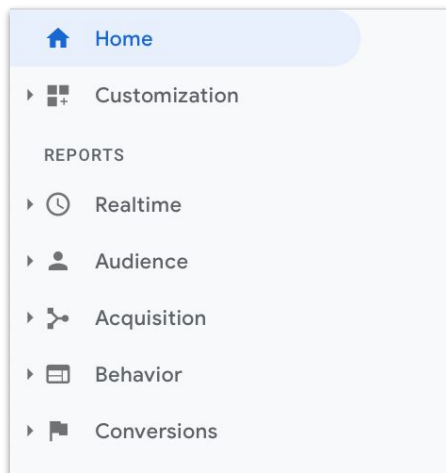 Home
Customization
REPORTS
Realtime
Audience
Acquisition
Behavior
Conversions